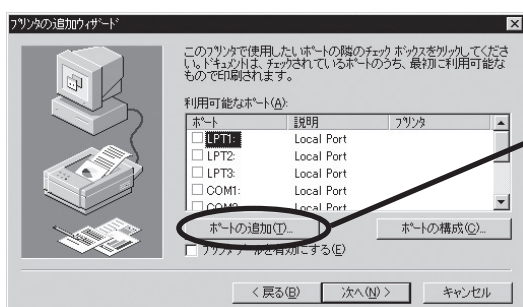 プリンタの追加ウィザード
このプリンタで使用したいポートの隣のチェック ボックスをクリックしてくださ
い。ドキュメントは、チェックされているポートのうち、最初に利用可能な
もので印刷されます。
利用可能なポート(A):
ポート 説明 プリンタ
LPT1: Local Port
LPT2: Local Port
LPT3: Local Port
COM1: Local Port
COM2: Local Port
ポートの追加(T)... ポートの構成(C)...
プリンタ プールを有効にする(E)
< 戻る(B) 次へ(N) > キャンセル